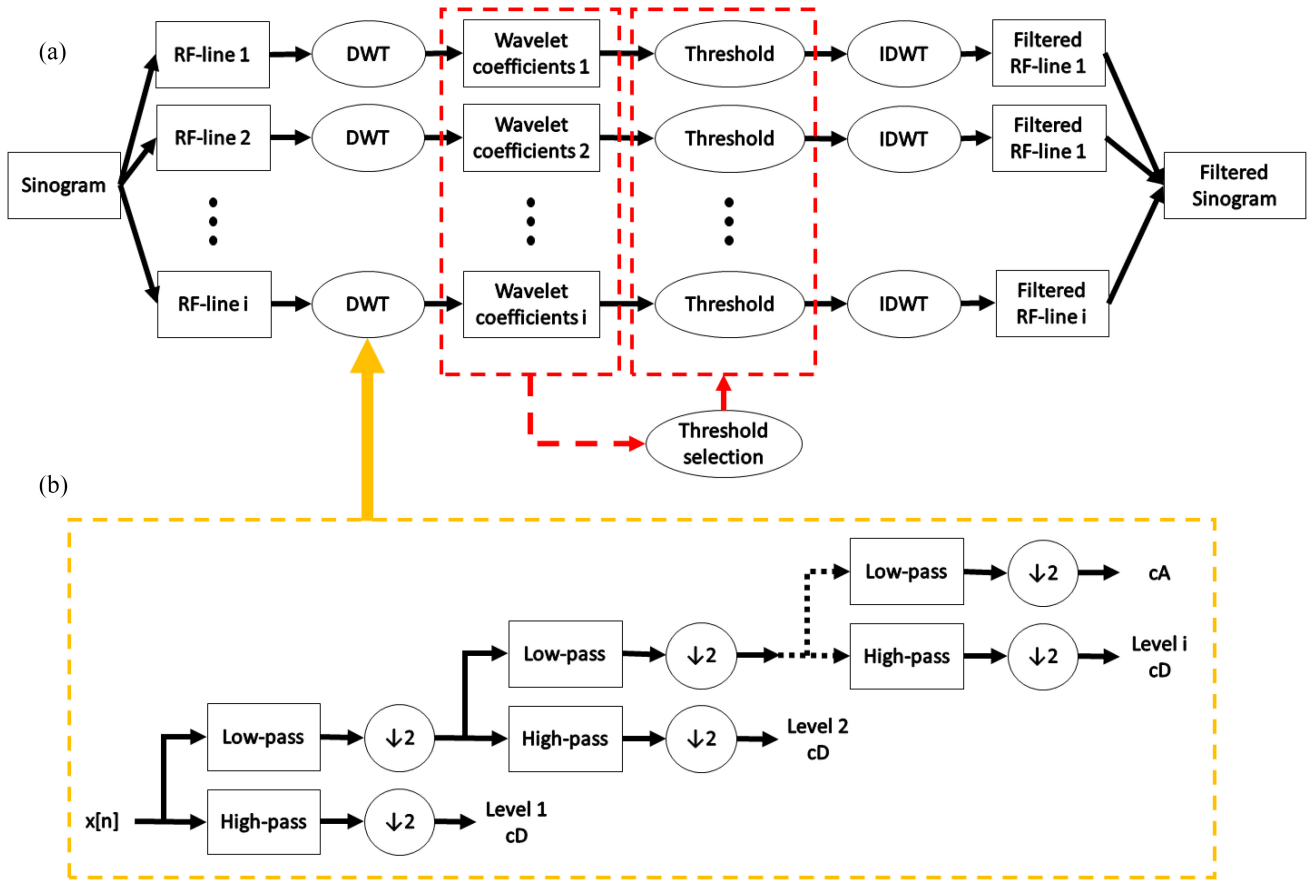 (a)
Sinogram
RF-line 1
DWT
Wavelet
coefficients 1
Threshold
IDWT
Filtered
RF-line 1
RF-line 2
DWT
Wavelet
coefficients 2
Threshold
IDWT
Filtered
RF-line 1
RF-line i
DWT
Wavelet
coefficients i
Threshold
IDWT
Filtered
RF-line i
Filtered
Sinogram
Threshold
selection
(b)
x[n]
Low-pass
↓2
High-pass
↓2
Level 1
cD
Low-pass
↓2
High-pass
↓2
Level 2
cD
Low-pass
↓2
cA
High-pass
↓2
Level i
cD